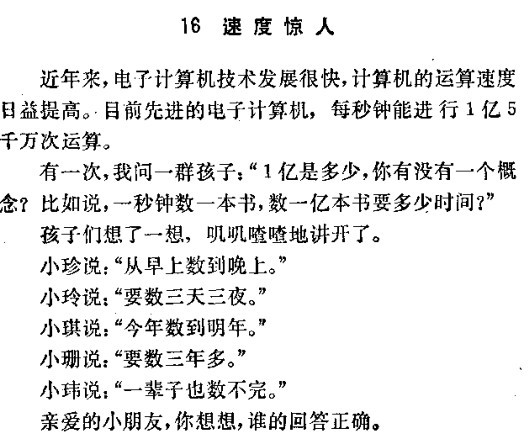 16 速度惊人
近年来,电子计算机技术发展很快,计算机的运算速度
日益提高。目前先进的电子计算机，每秒钟能进行1亿5
千万次运算。
有一次,我问一群孩子:“1亿是多少,你有没有一个概
念？比如说,一秒钟数一本书,数一亿本书要多少时间?”
孩子们想了一想，叽叽喳喳地讲开了。
小珍说:“从早上数到晚上。”
小玲说:“要数三天三夜。”
小琪说:“今年数到明年。”
小珊说:“要数三年多。”
小玮说:“一辈子也数不完。”
亲爱的小朋友,你想想,谁的回答正确。